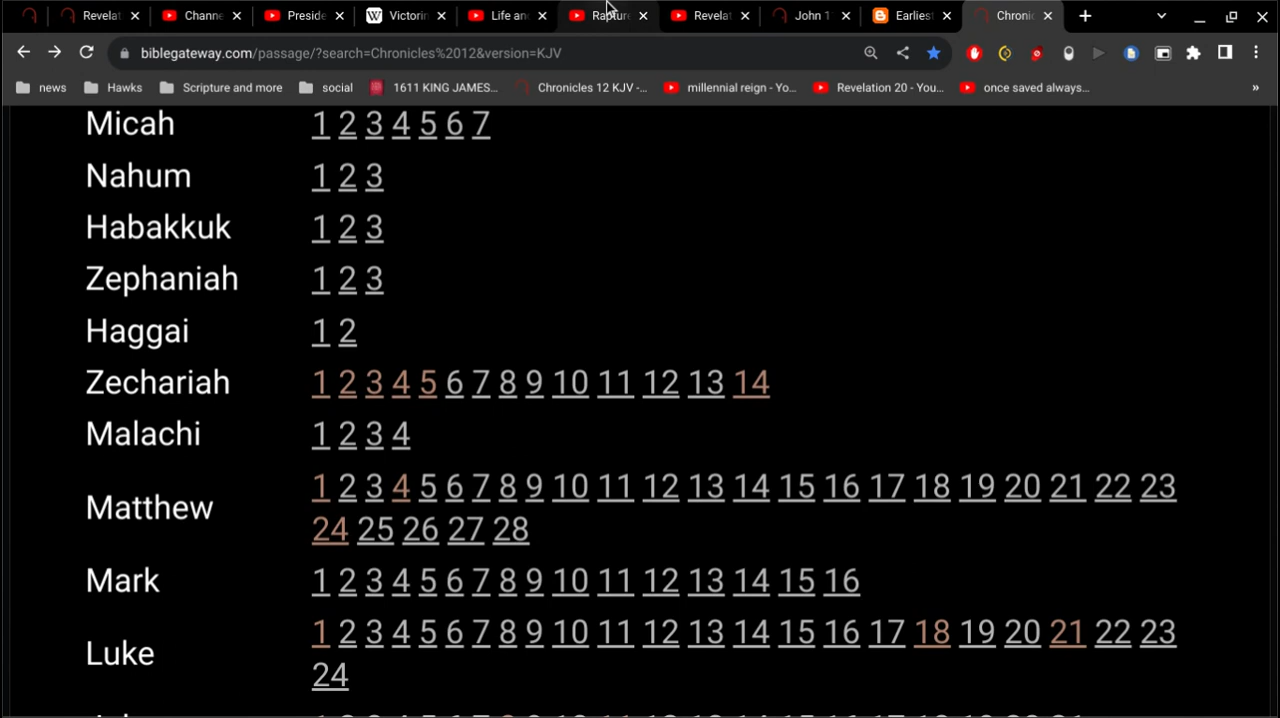 Revelat Channe Preside Victorin Life an Rapture Revelat John 1 Earliest Chronic
biblegateway.com/passage/?search=Chronicles%2012&version=KJV
news Hawks Scripture and more social 1611 KING JAMES... Chronicles 12 KJV -... millennial reign - Yo... Revelation 20 - You... once saved always... »
Micah 1 2 3 4 5 6 7
Nahum 1 2 3
Habakkuk 1 2 3
Zephaniah 1 2 3
Haggai 1 2
Zechariah 1 2 3 4 5 6 7 8 9 10 11 12 13 14
Malachi 1 2 3 4
Matthew 1 2 3 4 5 6 7 8 9 10 11 12 13 14 15 16 17 18 19 20 21 22 23
24 25 26 27 28
Mark 1 2 3 4 5 6 7 8 9 10 11 12 13 14 15 16
Luke 1 2 3 4 5 6 7 8 9 10 11 12 13 14 15 16 17 18 19 20 21 22 23
24